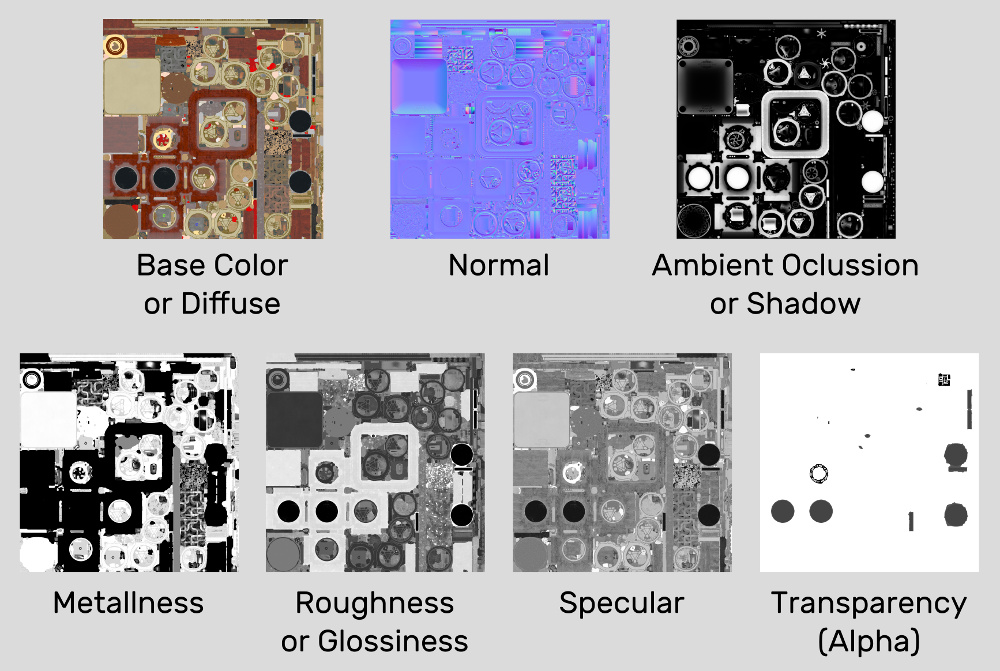 Base Color
or Diffuse
Normal
Ambient Oclussion
or Shadow
Metallness
Roughness
or Glossiness
Specular
Transparency
(Alpha)